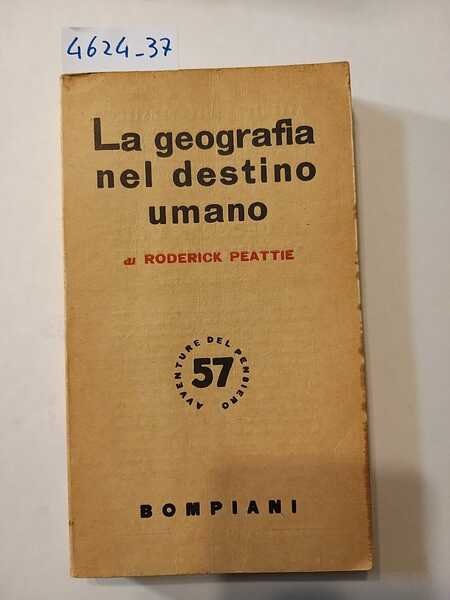 4624_37
La geografia
nel destino
umano
di RODERICK PEATTIE
AVVENTURE DEL PENSIERO
57
BOMPIANI